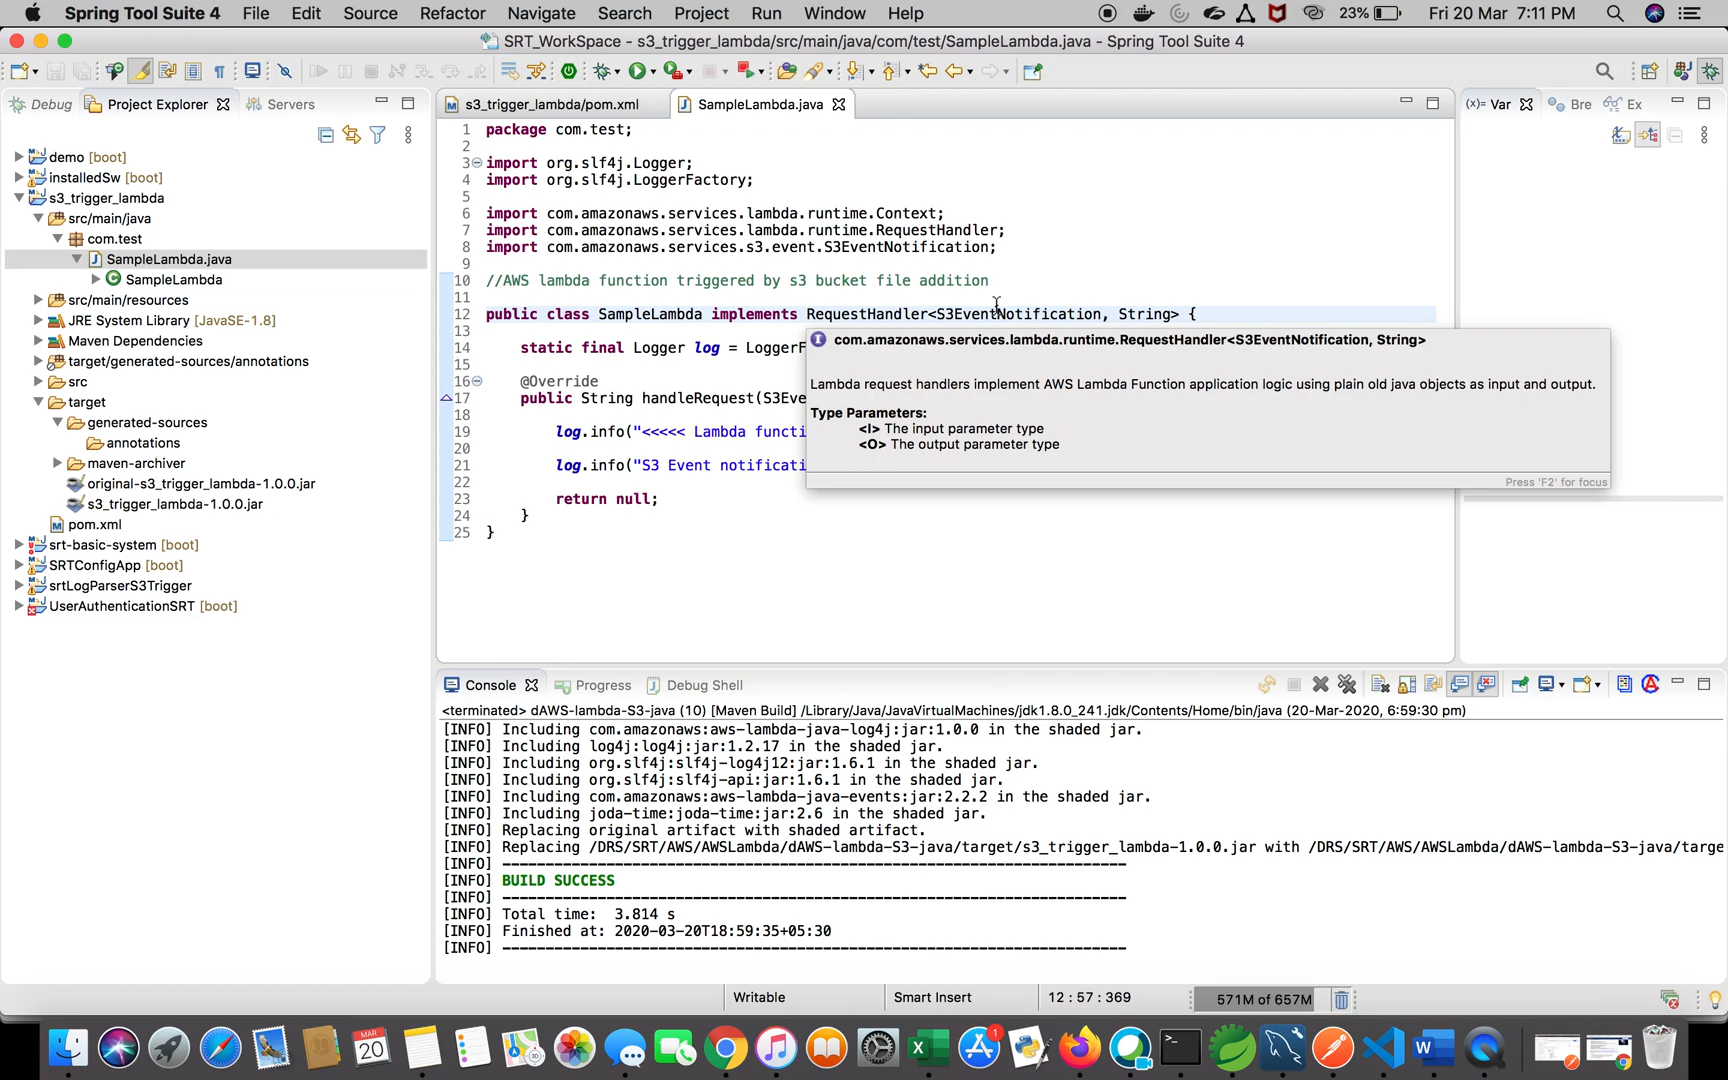 Spring Tool Suite 4 File Edit Source Refactor Navigate Search Project Run Window Help 23% Fri 20 Mar 7:11 PM
SRT_WorkSpace - s3_trigger_lambda/src/main/java/com/test/SampleLambda.java - Spring Tool Suite 4
Debug Project Explorer Servers
demo [boot]
installedSw [boot]
s3_trigger_lambda
src/main/java
com.test
SampleLambda.java
SampleLambda
src/main/resources
JRE System Library [JavaSE-1.8]
Maven Dependencies
target/generated-sources/annotations
src
target
generated-sources
annotations
maven-archiver
original-s3_trigger_lambda-1.0.0.jar
s3_trigger_lambda-1.0.0.jar
pom.xml
srt-basic-system [boot]
SRTConfigApp [boot]
srtLogParserS3Trigger
UserAuthenticationSRT [boot]
s3_trigger_lambda/pom.xml SampleLambda.java
1 package com.test;
2
3 import org.slf4j.Logger;
4 import org.slf4j.LoggerFactory;
5
6 import com.amazonaws.services.lambda.runtime.Context;
7 import com.amazonaws.services.lambda.runtime.RequestHandler;
8 import com.amazonaws.services.s3.event.S3EventNotification;
9
10 //AWS lambda function triggered by s3 bucket file addition
11
12 public class SampleLambda implements RequestHandler<S3EventNotification, String> {
13
14 static final Logger log = LoggerF
15
16 @Override
17 public String handleRequest(S3Eve
18
19 log.info("<<<<< Lambda functi
20
21 log.info("S3 Event notificati
22
23 return null;
24 }
25 }
com.amazonaws.services.lambda.runtime.RequestHandler<S3EventNotification, String>
Lambda request handlers implement AWS Lambda Function application logic using plain old java objects as input and output.
Type Parameters:
<I> The input parameter type
<O> The output parameter type
Press 'F2' for focus
(x)= Var Bre Ex
Console Progress Debug Shell
<terminated> dAWS-lambda-S3-java (10) [Maven Build] /Library/Java/JavaVirtualMachines/jdk1.8.0_241.jdk/Contents/Home/bin/java (20-Mar-2020, 6:59:30 pm)
[INFO] Including com.amazonaws:aws-lambda-java-log4j:jar:1.0.0 in the shaded jar.
[INFO] Including log4j:log4j:jar:1.2.17 in the shaded jar.
[INFO] Including org.slf4j:slf4j-log4j12:jar:1.6.1 in the shaded jar.
[INFO] Including org.slf4j:slf4j-api:jar:1.6.1 in the shaded jar.
[INFO] Including com.amazonaws:aws-lambda-java-events:jar:2.2.2 in the shaded jar.
[INFO] Including joda-time:joda-time:jar:2.6 in the shaded jar.
[INFO] Replacing original artifact with shaded artifact.
[INFO] Replacing /DRS/SRT/AWS/AWSLambda/dAWS-lambda-S3-java/target/s3_trigger_lambda-1.0.0.jar with /DRS/SRT/AWS/AWSLambda/dAWS-lambda-S3-java/targe
[INFO] ------------------------------------------------------------------------
[INFO] BUILD SUCCESS
[INFO] ------------------------------------------------------------------------
[INFO] Total time: 3.814 s
[INFO] Finished at: 2020-03-20T18:59:35+05:30
[INFO] ------------------------------------------------------------------------
Writable Smart Insert 12 : 57 : 369 571M of 657M
MAR
20
1